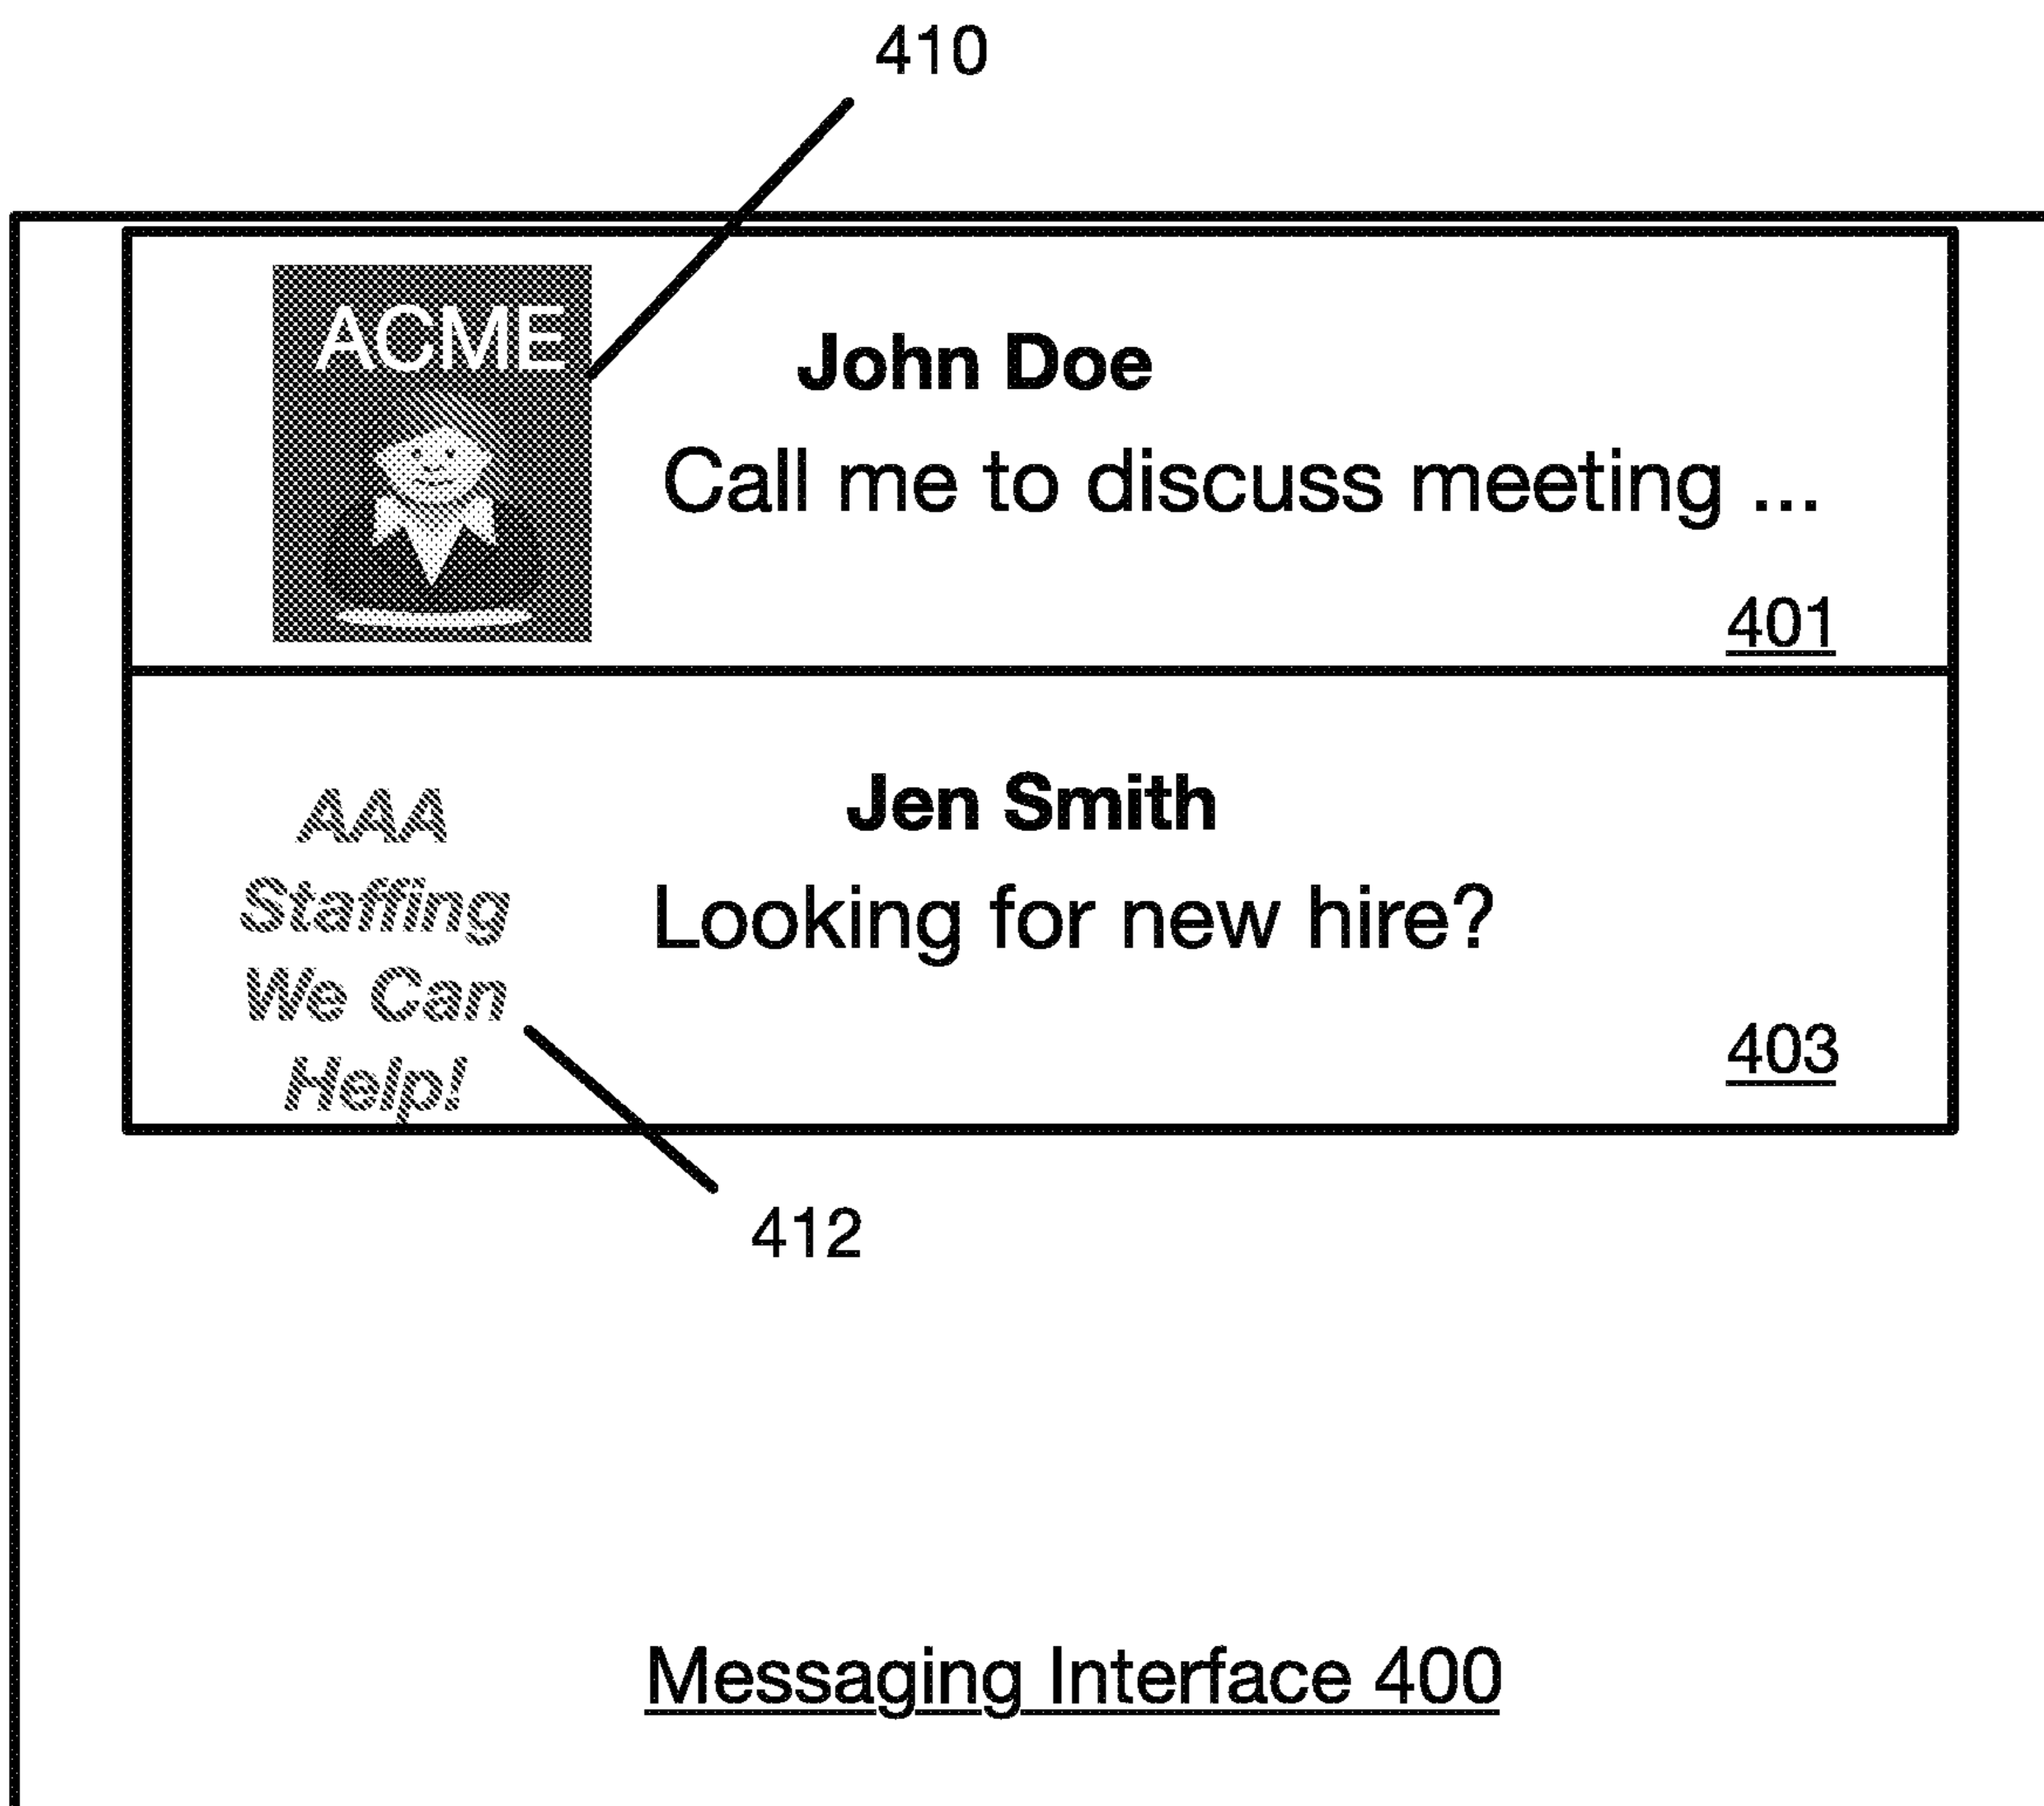 410
ACME
John Doe
Call me to discuss meeting ...
401
AAA
Staffing
We Can
Help!
Jen Smith
Looking for new hire?
403
412
Messaging Interface 400